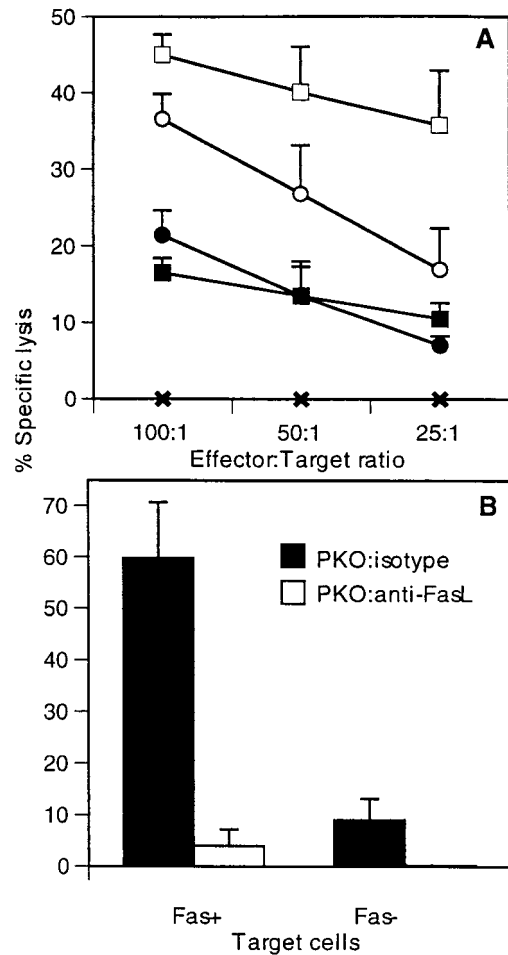 A
50
40
30
20
10
0
% Specific lysis
100:1 50:1 25:1
Effector:Target ratio
B
70
60
50
40
30
20
10
0
PKO:isotype
PKO:anti-FasL
Fas+ Fas-
Target cells